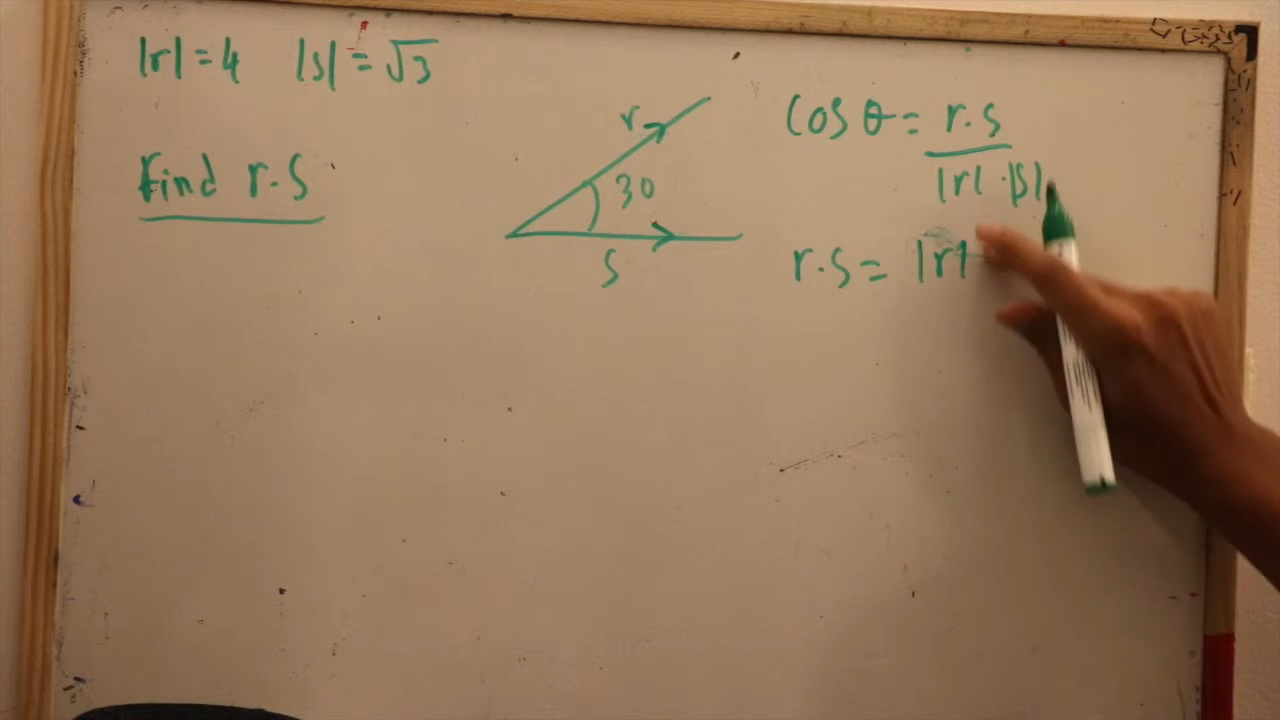 |r| = 4 |s| = √3
Find r.s
r
30
s
Cos θ = r.s
|r| . |s|
r.s = |r|